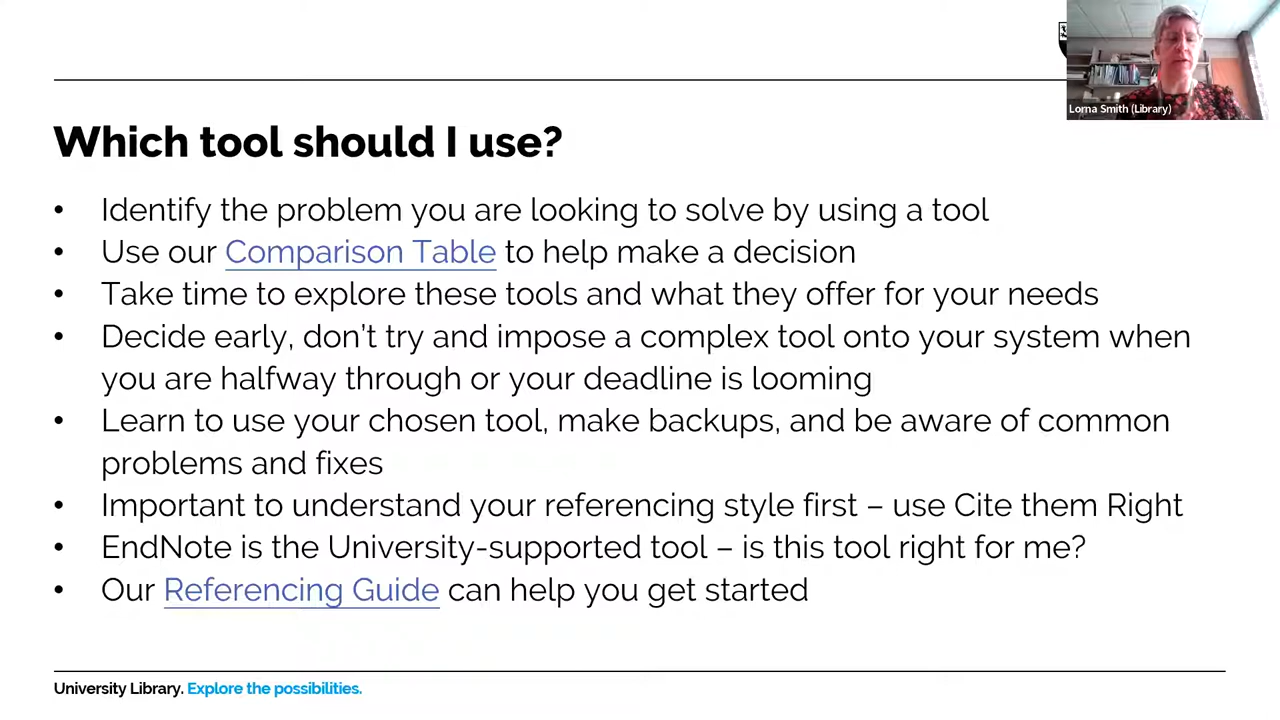 Lorna Smith (Library)
Which tool should I use?
• Identify the problem you are looking to solve by using a tool
• Use our Comparison Table to help make a decision
• Take time to explore these tools and what they offer for your needs
• Decide early, don’t try and impose a complex tool onto your system when
you are halfway through or your deadline is looming
• Learn to use your chosen tool, make backups, and be aware of common
problems and fixes
• Important to understand your referencing style first – use Cite them Right
• EndNote is the University-supported tool – is this tool right for me?
• Our Referencing Guide can help you get started
University Library. Explore the possibilities.